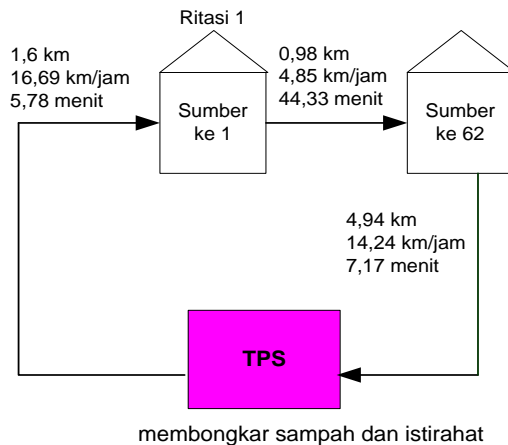 Ritasi 1
1,6 km
16,69 km/jam
5,78 menit
Sumber
ke 1
0,98 km
4,85 km/jam
44,33 menit
Sumber
ke 62
4,94 km
14,24 km/jam
7,17 menit
TPS
membongkar sampah dan istirahat